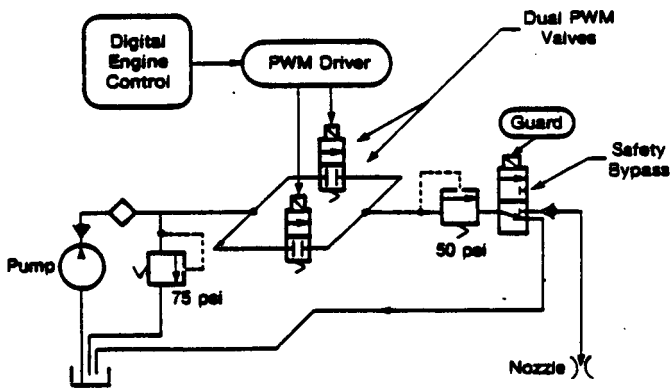 Digital
Engine
Control
PWM Driver
Dual PWM
Valves
Guard
Safety
Bypass
Pump
75 psi
50 psi
Nozzle